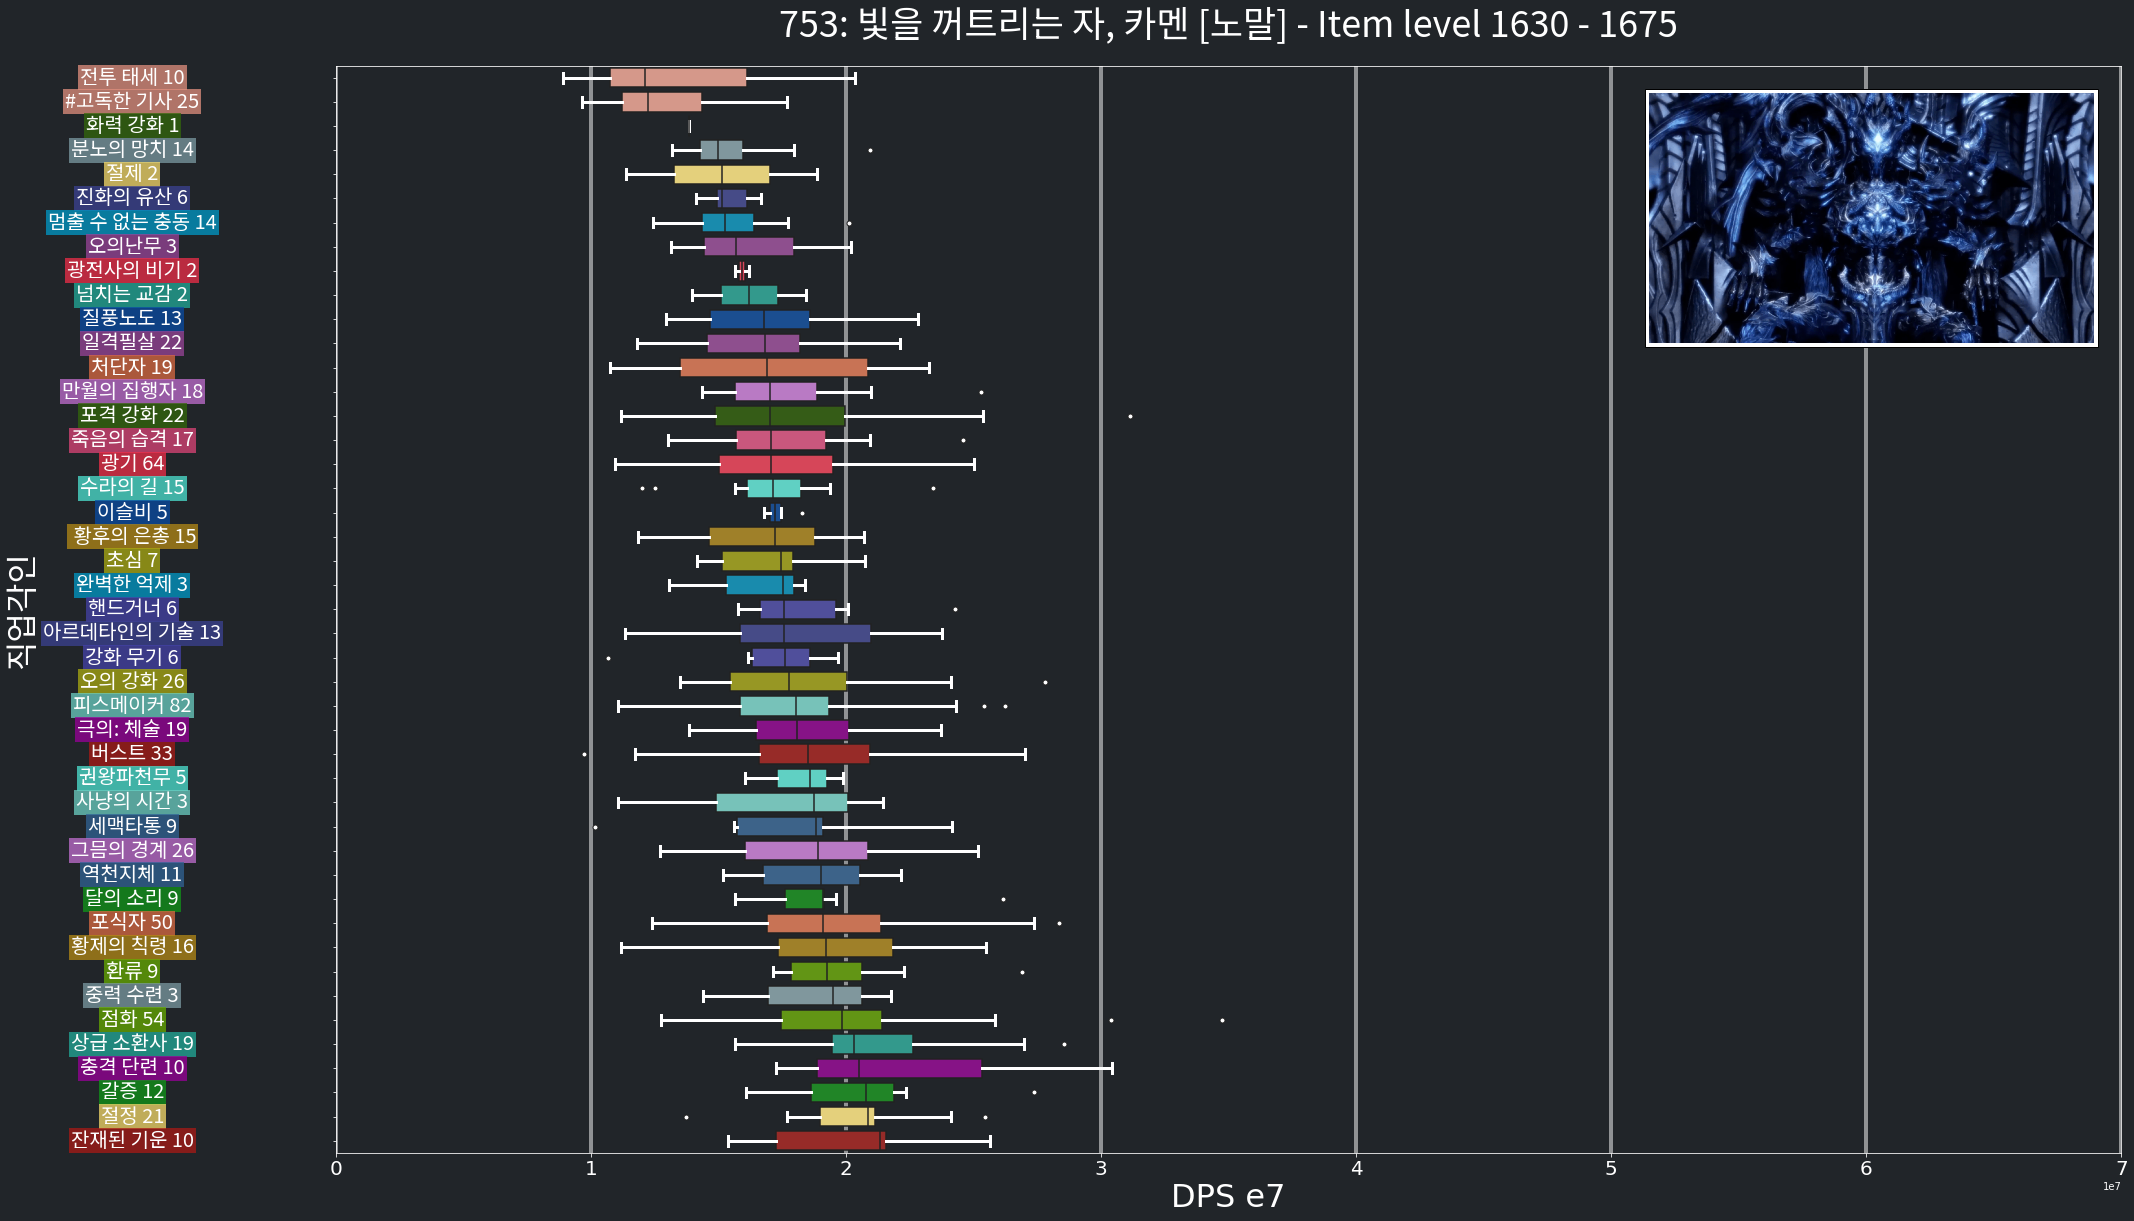 753: 빛을 꺼트리는 자, 카멘 [노말] - Item level 1630 - 1675
직업각인
전투 태세 10
#고독한 기사 25
화력 강화 1
분노의 망치 14
절제 2
진화의 유산 6
멈출 수 없는 충동 14
오의난무 3
광전사의 비기 2
넘치는 교감 2
질풍노도 13
일격필살 22
처단자 19
만월의 집행자 18
포격 강화 22
죽음의 습격 17
광기 64
수라의 길 15
이슬비 5
황후의 은총 15
초심 7
완벽한 억제 3
핸드거너 6
아르데타인의 기술 13
강화 무기 6
오의 강화 26
피스메이커 82
극의: 체술 19
버스트 33
권왕파천무 5
사냥의 시간 3
세맥타통 9
그믐의 경계 26
역천지체 11
달의 소리 9
포식자 50
황제의 칙령 16
환류 9
중력 수련 3
점화 54
상급 소환사 19
충격 단련 10
갈증 12
절정 21
잔재된 기운 10
0 1 2 3 4 5 6 7
1e7
DPS e7